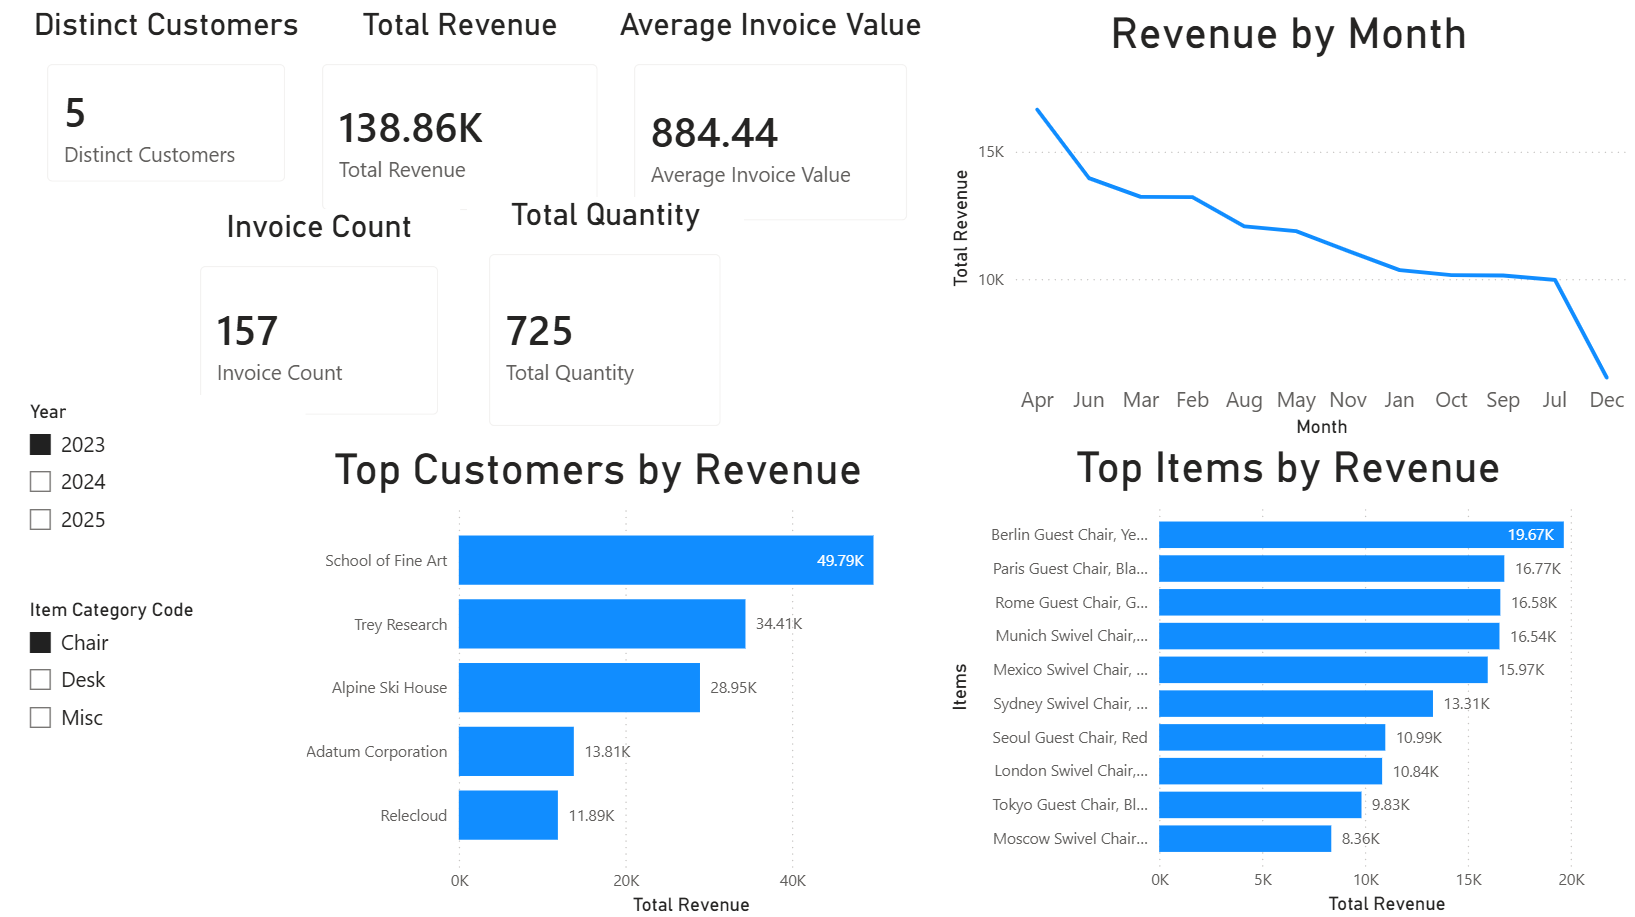 Distinct Customers
5
Distinct Customers
Total Revenue
138.86K
Total Revenue
Average Invoice Value
884.44
Average Invoice Value
Invoice Count
157
Invoice Count
Total Quantity
725
Total Quantity
Revenue by Month
Total Revenue
15K
10K
Apr Jun Mar Feb Aug May Nov Jan Oct Sep Jul Dec
Month
Year
2023
2024
2025
Item Category Code
Chair
Desk
Misc
Top Customers by Revenue
School of Fine Art 49.79K
Trey Research 34.41K
Alpine Ski House 28.95K
Adatum Corporation 13.81K
Relecloud 11.89K
0K 20K 40K
Total Revenue
Top Items by Revenue
Items
Berlin Guest Chair, Ye... 19.67K
Paris Guest Chair, Bla... 16.77K
Rome Guest Chair, G... 16.58K
Munich Swivel Chair,... 16.54K
Mexico Swivel Chair, ... 15.97K
Sydney Swivel Chair, ... 13.31K
Seoul Guest Chair, Red 10.99K
London Swivel Chair,... 10.84K
Tokyo Guest Chair, Bl... 9.83K
Moscow Swivel Chair... 8.36K
0K 5K 10K 15K 20K
Total Revenue